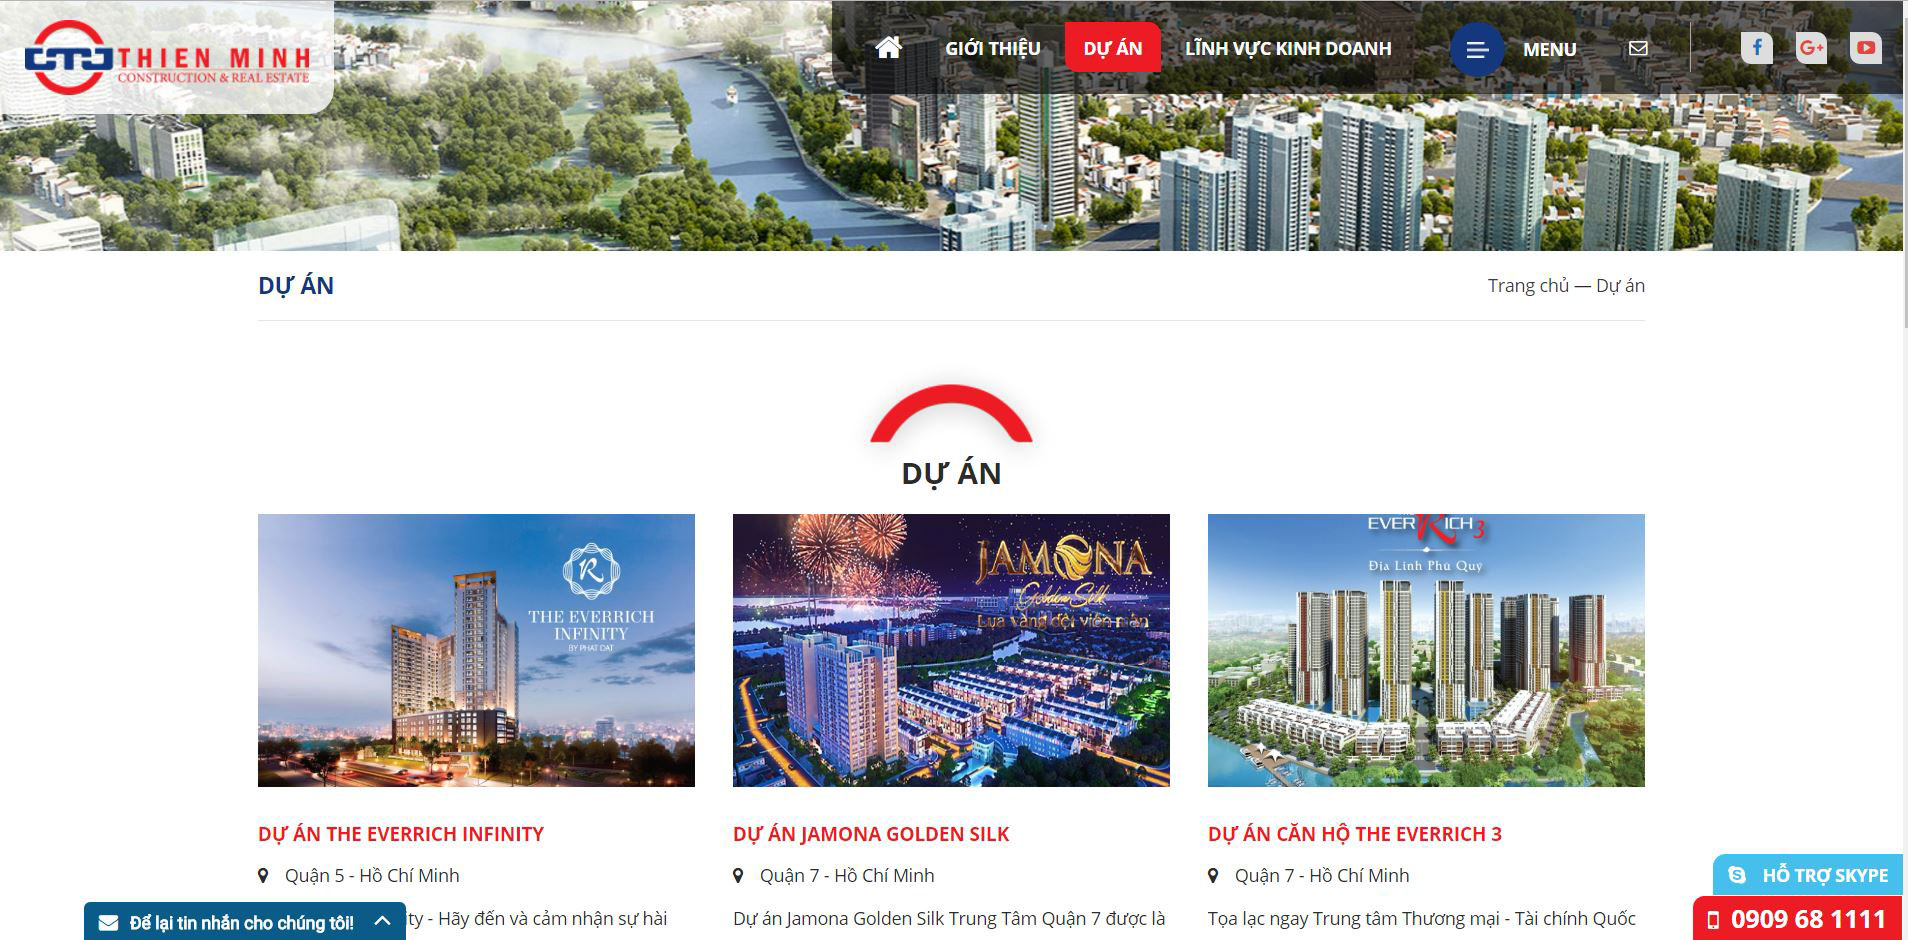 THIEN MINH
CONSTRUCTION & REAL ESTATE
GIỚI THIỆU
DỰ ÁN
LĨNH VỰC KINH DOANH
MENU
f
G+
DỰ ÁN
Trang chủ — Dự án
DỰ ÁN
R
THE EVERRICH
INFINITY
BY PHAT DAT
JAMONA
Golden Silk
Lụa vàng dệt viên mãn
EVERRICH 3
Địa Linh Phú Quý
DỰ ÁN THE EVERRICH INFINITY
Quận 5 - Hồ Chí Minh
ity - Hãy đến và cảm nhận sự hài
DỰ ÁN JAMONA GOLDEN SILK
Quận 7 - Hồ Chí Minh
Dự án Jamona Golden Silk Trung Tâm Quận 7 được là
DỰ ÁN CĂN HỘ THE EVERRICH 3
Quận 7 - Hồ Chí Minh
Tọa lạc ngay Trung tâm Thương mại - Tài chính Quốc
Để lại tin nhắn cho chúng tôi!
HỖ TRỢ SKYPE
0909 68 1111